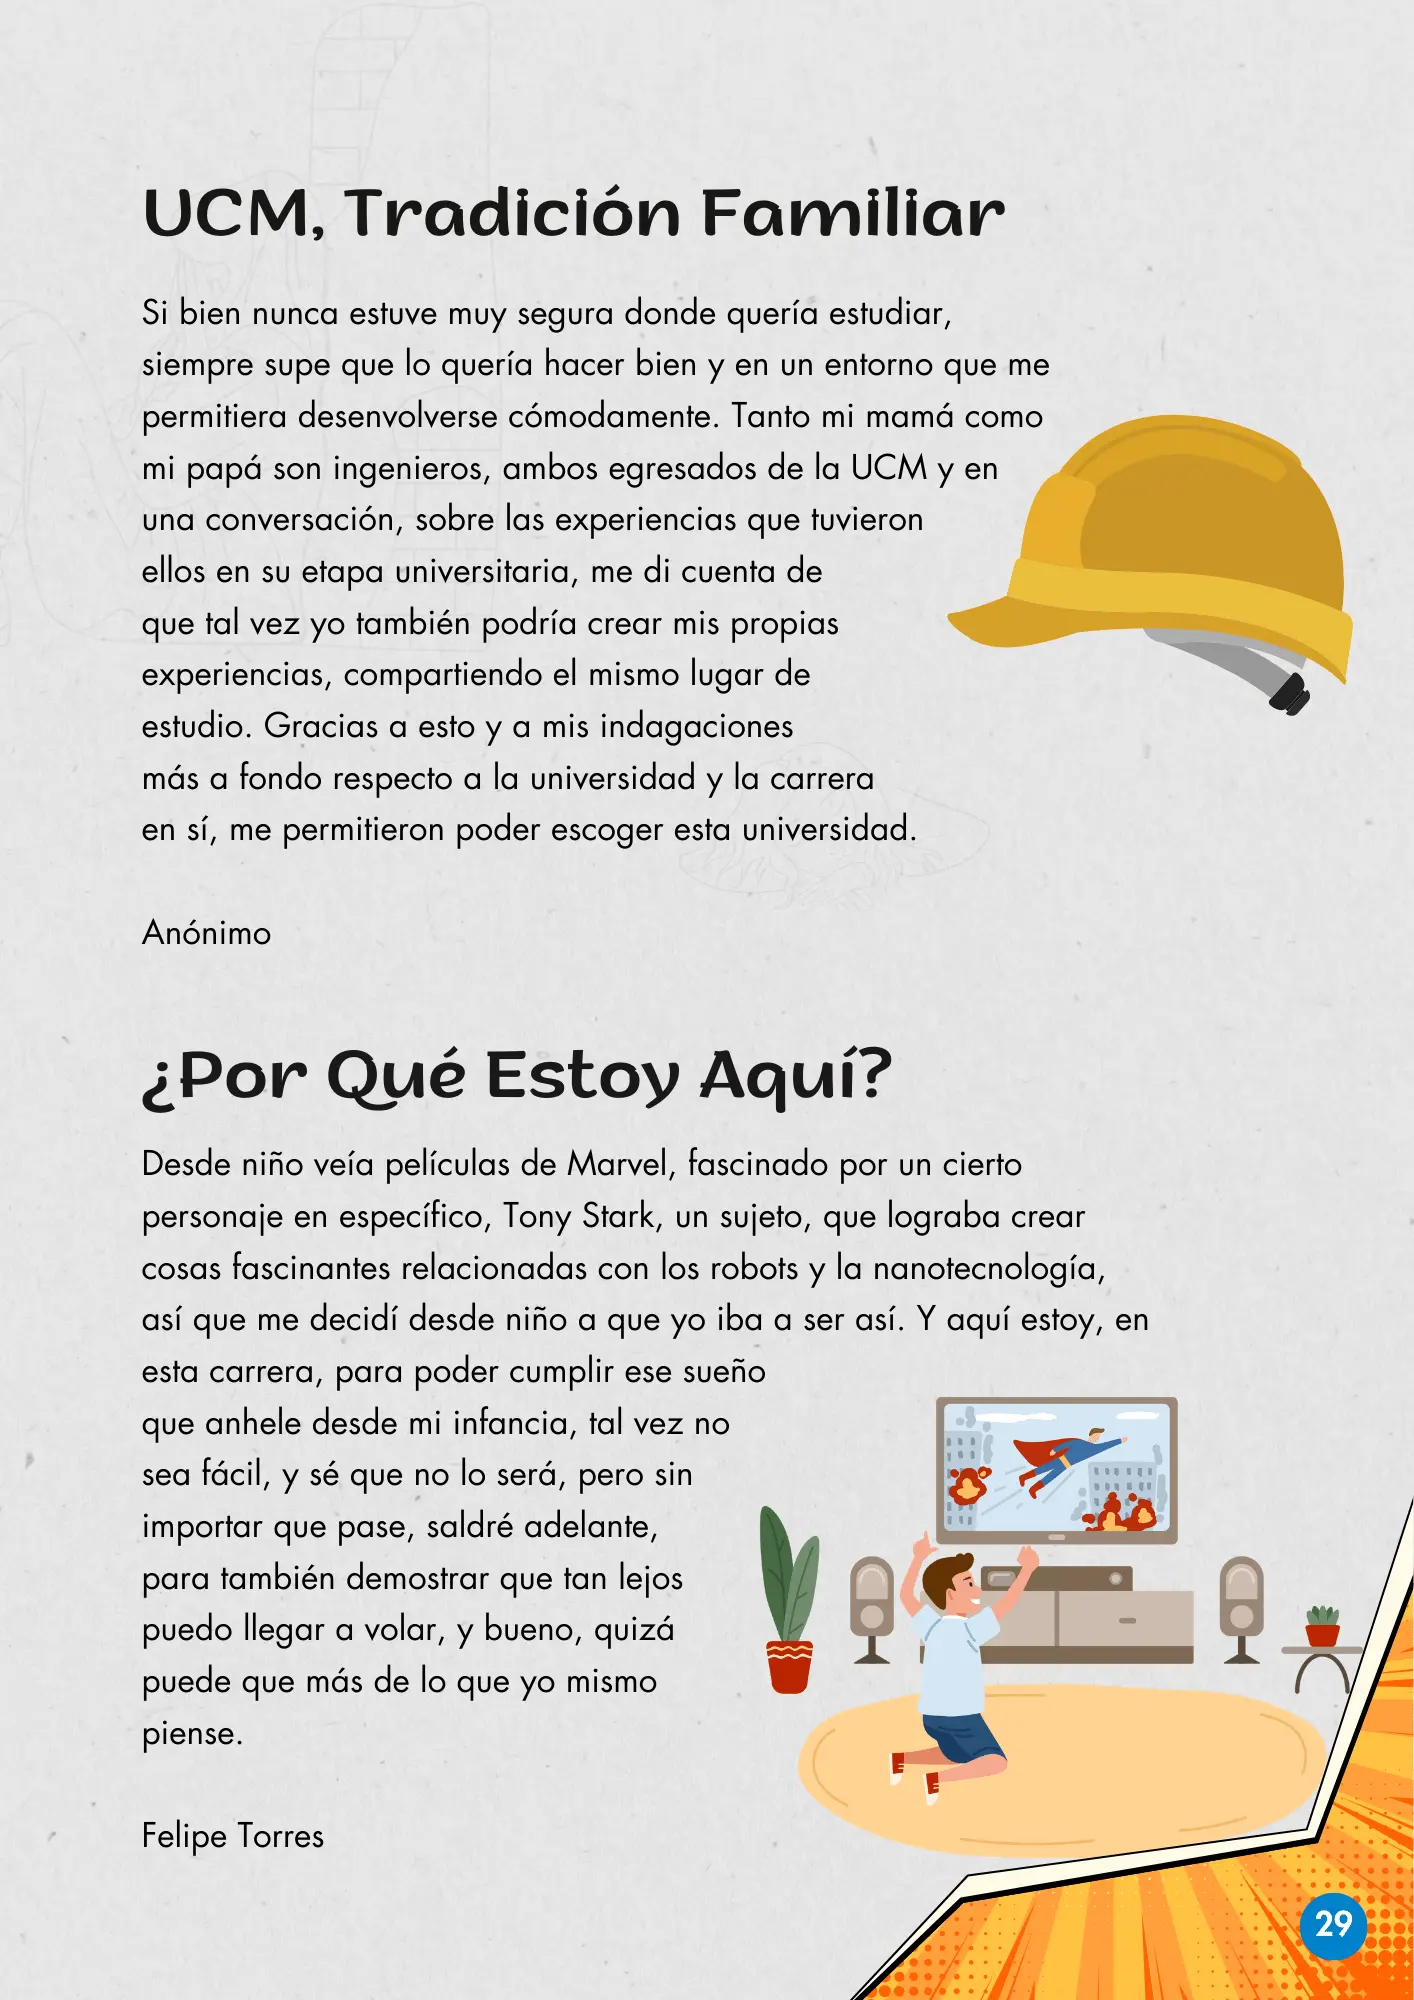 UCM, Tradición Familiar
Si bien nunca estuve muy segura donde quería estudiar,
siempre supe que lo quería hacer bien y en un entorno que me
permitiera desenvolverse cómodamente. Tanto mi mamá como
mi papá son ingenieros, ambos egresados de la UCM y en
una conversación, sobre las experiencias que tuvieron
ellos en su etapa universitaria, me di cuenta de
que tal vez yo también podría crear mis propias
experiencias, compartiendo el mismo lugar de
estudio. Gracias a esto y a mis indagaciones
más a fondo respecto a la universidad y la carrera
en sí, me permitieron poder escoger esta universidad.
Anónimo
¿Por Qué Estoy Aquí?
Desde niño veía películas de Marvel, fascinado por un cierto
personaje en específico, Tony Stark, un sujeto, que lograba crear
cosas fascinantes relacionadas con los robots y la nanotecnología,
así que me decidí desde niño a que yo iba a ser así. Y aquí estoy, en
esta carrera, para poder cumplir ese sueño
que anhele desde mi infancia, tal vez no
sea fácil, y sé que no lo será, pero sin
importar que pase, saldré adelante,
para también demostrar que tan lejos
puedo llegar a volar, y bueno, quizá
puede que más de lo que yo mismo
piense.
Felipe Torres
29